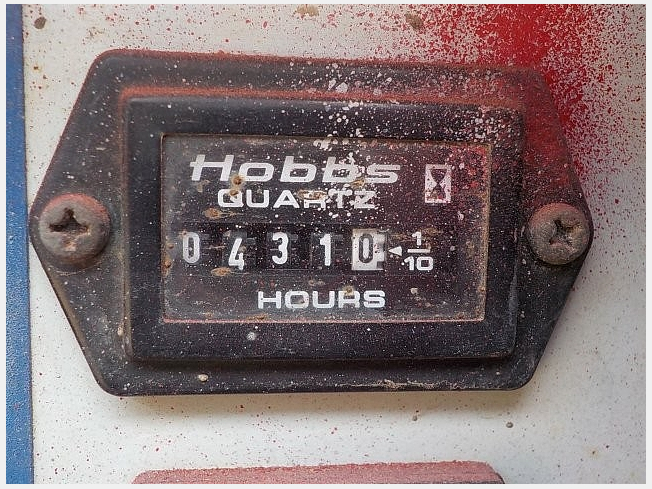 Hobbs
QUARTZ
0 4 3 1 0 ◄ 1/10
HOURS